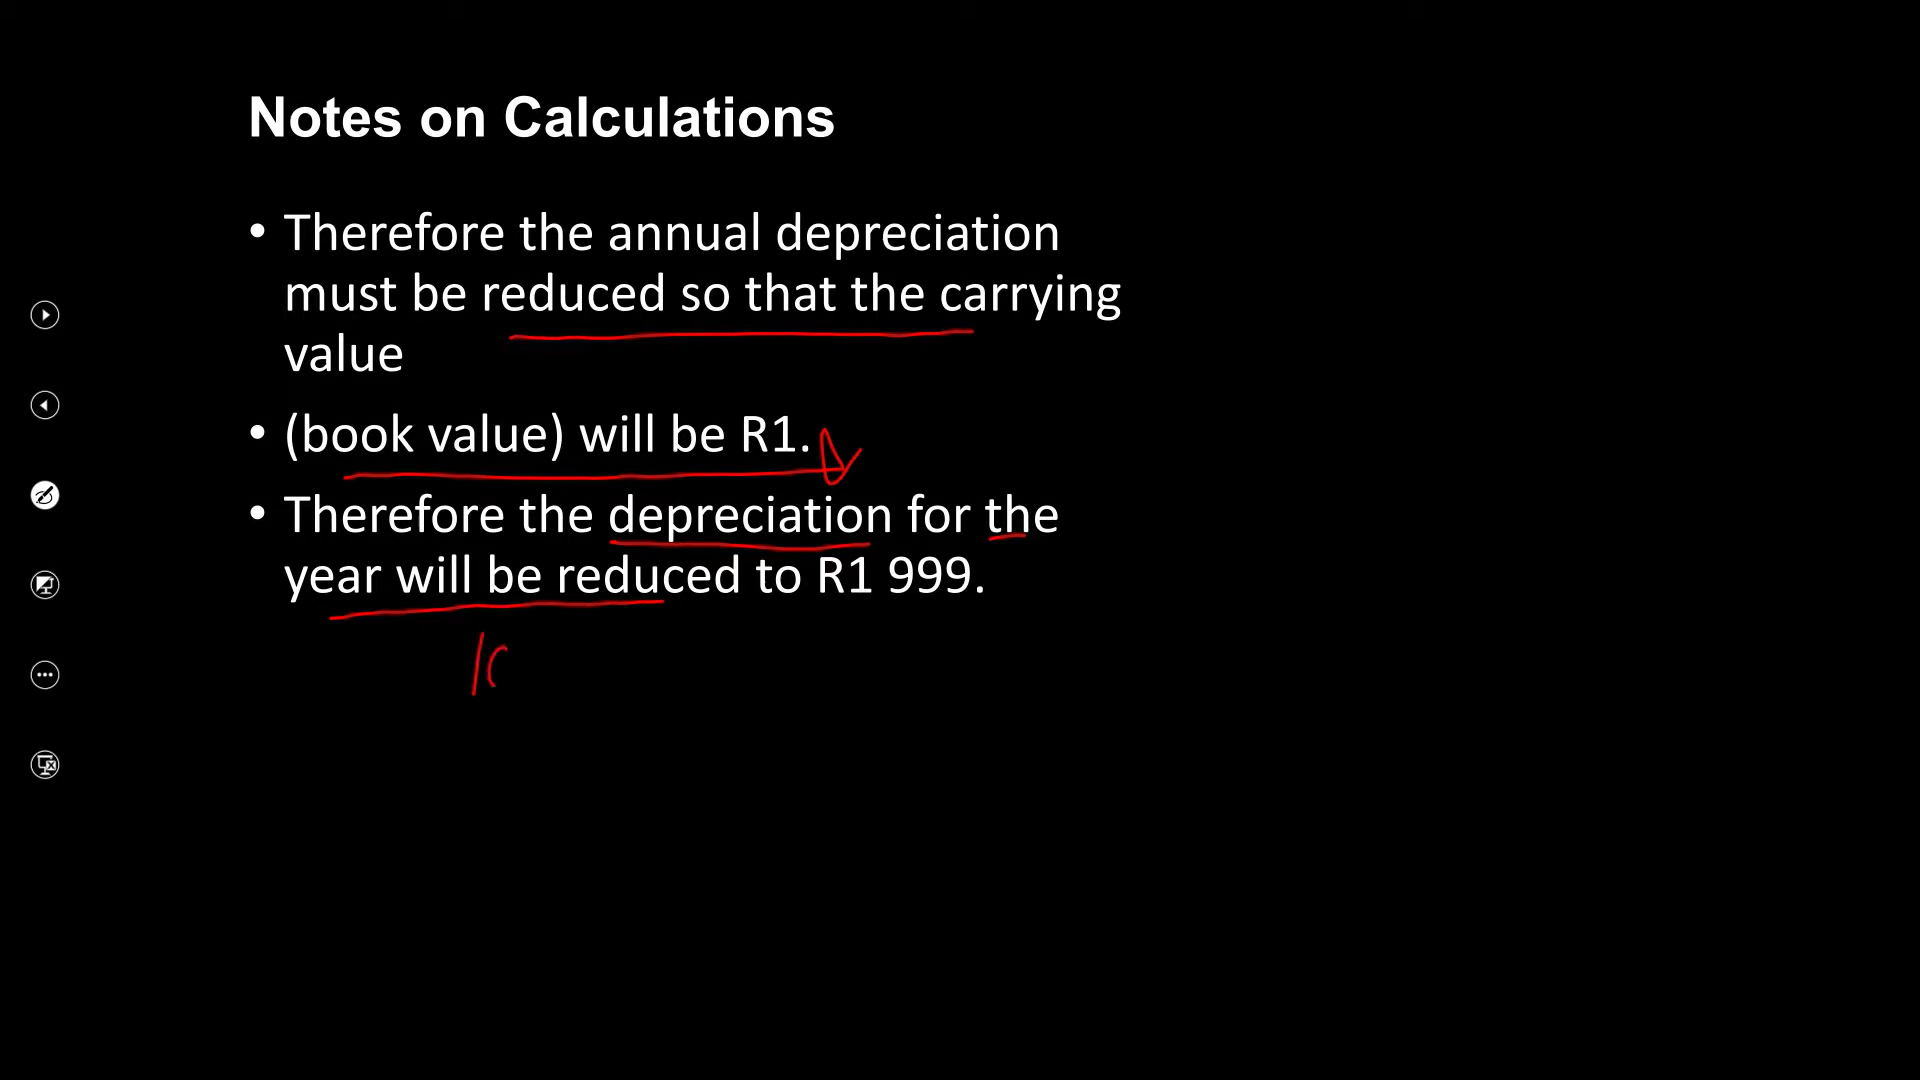 Notes on Calculations
• Therefore the annual depreciation
must be reduced so that the carrying
value
• (book value) will be R1.
• Therefore the depreciation for the
year will be reduced to R1 999.